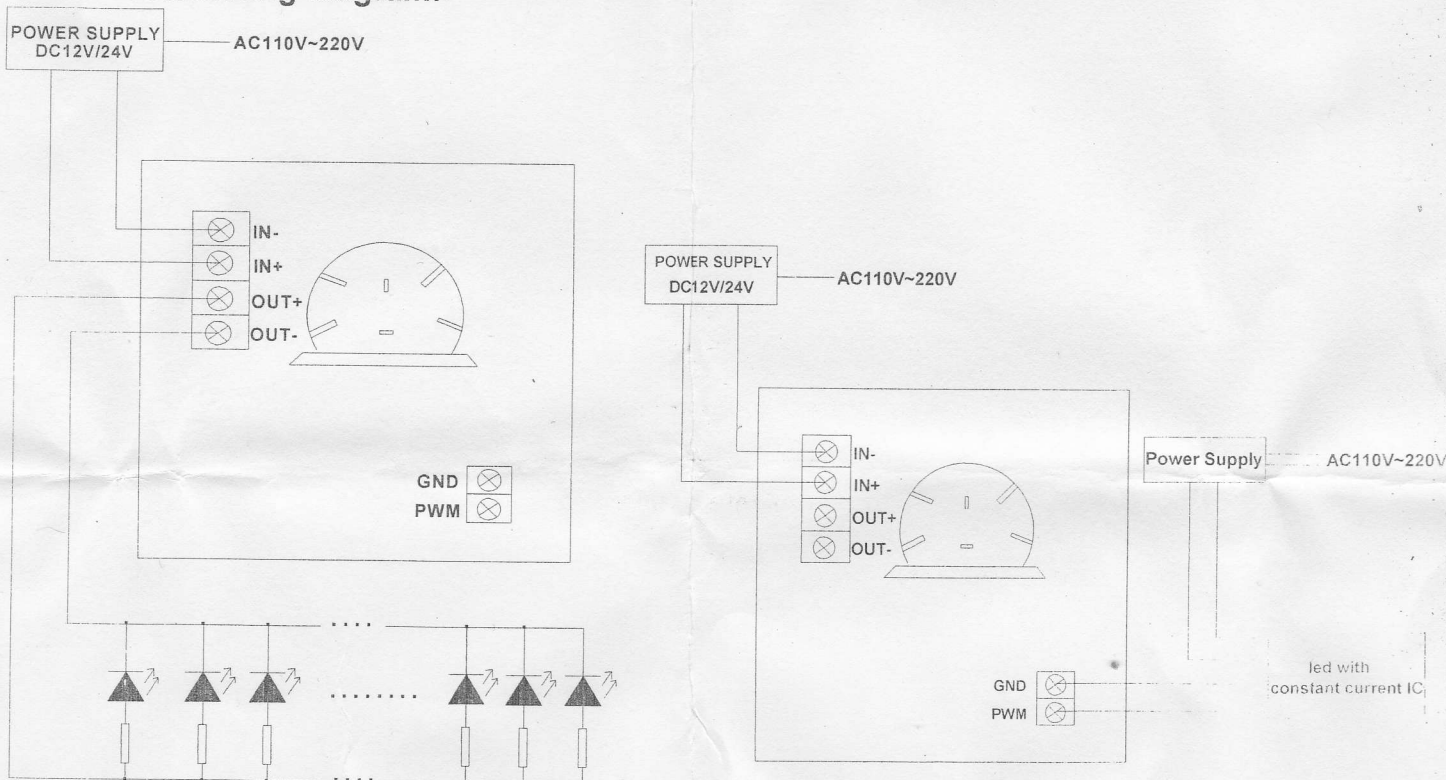 POWER SUPPLY
DC12V/24V
AC110V~220V
IN-
IN+
OUT+
OUT-
GND
PWM
POWER SUPPLY
DC12V/24V
AC110V~220V
IN-
IN+
OUT+
OUT-
GND
PWM
Power Supply
AC110V~220V
led with
constant current IC